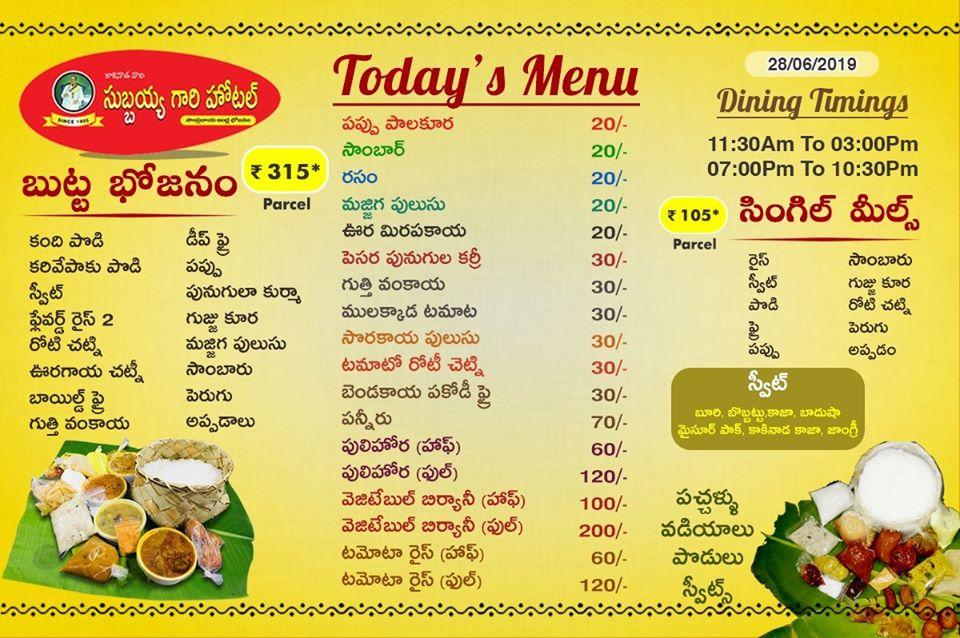 కాకినాడ వారి
సుబ్బయ్య గారి హోటల్
SINCE 1955
సాంప్రదాయ ఆంధ్ర భోజనం
బుట్ట భోజనం
₹ 315*
Parcel
కంది పొడి
కరివేపాకు పొడి
స్వీట్
ఫ్లేవర్డ్ రైస్ 2
రోటి చట్ని
ఊరగాయ చట్నీ
బాయిల్డ్ ఫ్రై
గుత్తి వంకాయ
డీప్ ఫ్రై
పప్పు
పునుగులా కుర్మా
గుజ్జు కూర
మజ్జిగ పులుసు
సాంబారు
పెరుగు
అప్పడాలు
Today's Menu
పప్పు పాలకూర 20/-
సాంబార్ 20/-
రసం 20/-
మజ్జిగ పులుసు 20/-
ఊర మిరపకాయ 20/-
పెసర పునుగుల కర్రీ 30/-
గుత్తి వంకాయ 30/-
ములక్కాడ టమాట 30/-
సొరకాయ పులుసు 30/-
టమాటో రోటీ చెట్ని 30/-
బెండకాయ పకోడీ ఫ్రై 30/-
పన్నీరు 70/-
పులిహోర (హాఫ్) 60/-
పులిహోర (ఫుల్) 120/-
వెజిటేబుల్ బిర్యానీ (హాఫ్) 100/-
వెజిటేబుల్ బిర్యానీ (ఫుల్) 200/-
టమోటా రైస్ (హాఫ్) 60/-
టమోటా రైస్ (ఫుల్) 120/-
28/06/2019
Dining Timings
11:30Am To 03:00Pm
07:00Pm To 10:30Pm
₹ 105*
Parcel
సింగిల్ మీల్స్
రైస్
స్వీట్
పొడి
ఫ్రై
పప్పు
సాంబారు
గుజ్జు కూర
రోటి చట్ని
పెరుగు
అప్పడం
స్వీట్
బూరి, బొబ్బట్టు,కాజా, బాదుషా
మైసూర్ పాక్, కాకినాడ కాజా, జాంగ్రీ
పచ్చళ్ళు
వడియాలు
పొడులు
స్వీట్స్